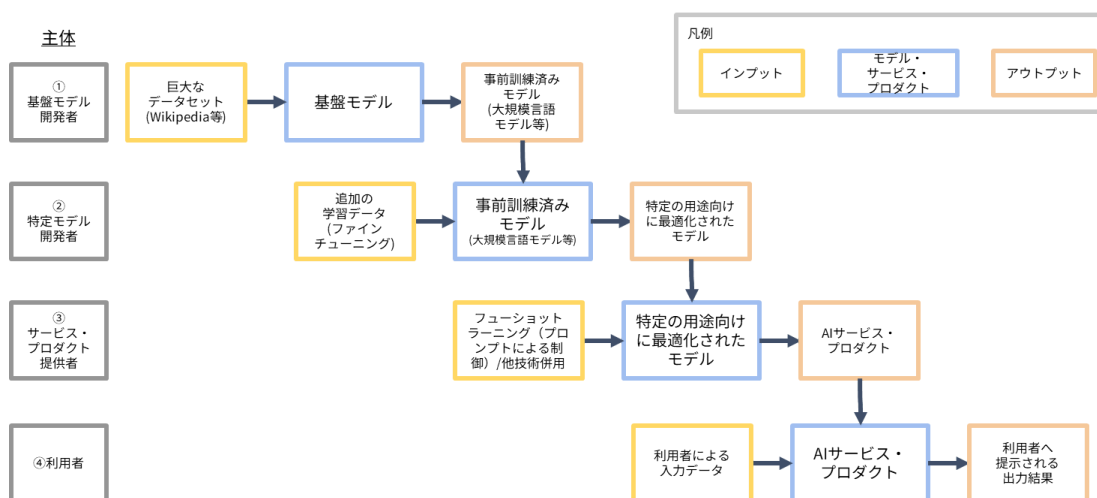 主体
凡例
インプット
モデル・
サービス・
プロダクト
アウトプット
①
基盤モデル
開発者
巨大な
データセット
(Wikipedia等)
基盤モデル
事前訓練済み
モデル
(大規模言語
モデル等)
②
特定モデル
開発者
追加の
学習データ
(ファイン
チューニング)
事前訓練済み
モデル
(大規模言語モデル等)
特定の用途向け
に最適化された
モデル
③
サービス・
プロダクト
提供者
フューショット
ラーニング（プロ
ンプトによる制
御）/他技術併用
特定の用途向け
に最適化された
モデル
AIサービス・
プロダクト
④利用者
利用者による
入力データ
AIサービス・
プロダクト
利用者へ
提示される
出力結果